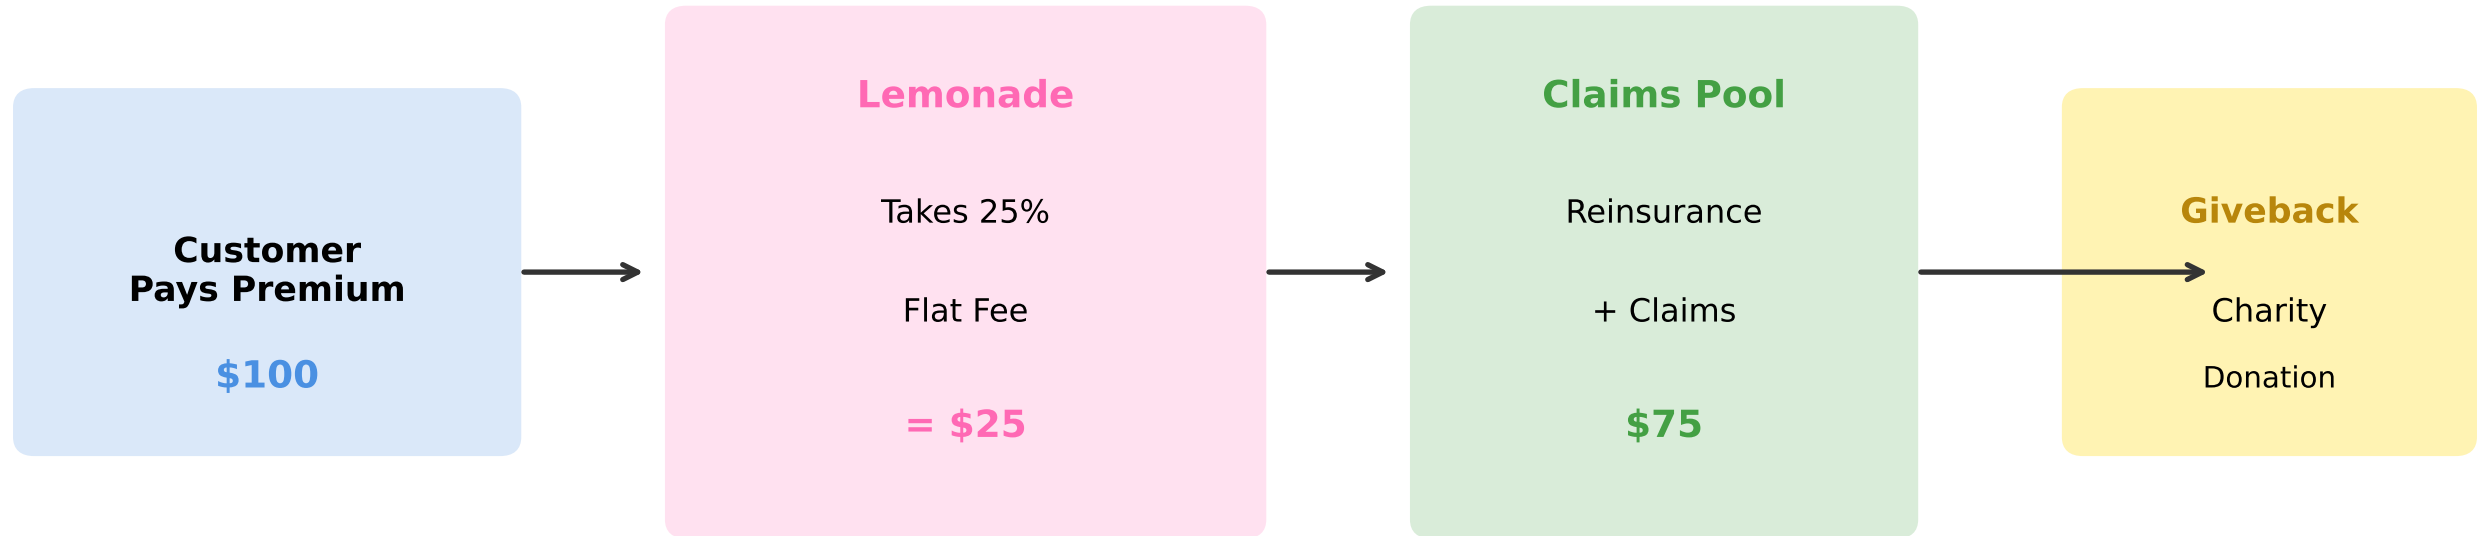 Customer
Pays Premium
$100
Lemonade
Takes 25%
Flat Fee
= $25
Claims Pool
Reinsurance
+ Claims
$75
Giveback
Charity
Donation